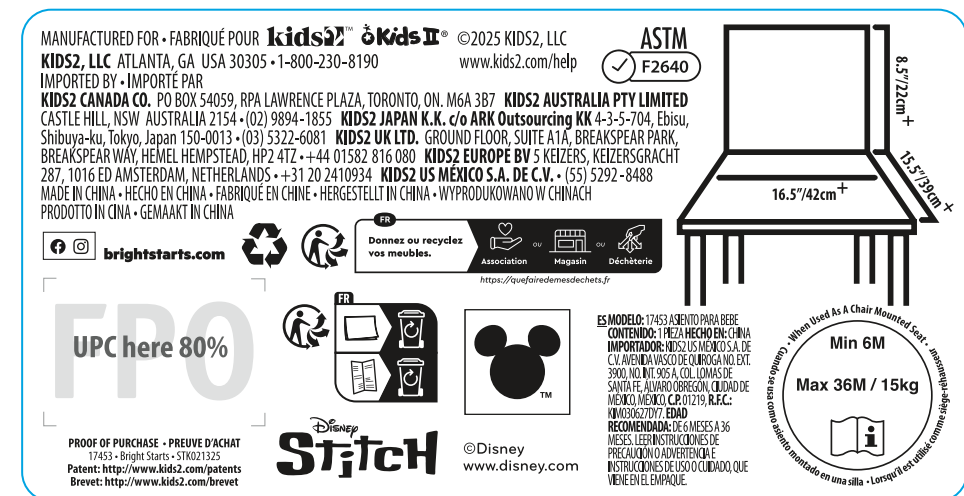 MANUFACTURED FOR • FABRIQUÉ POUR kids2™ Kids II® ©2025 KIDS2, LLC
KIDS2, LLC ATLANTA, GA USA 30305 • 1-800-230-8190 www.kids2.com/help
IMPORTED BY • IMPORTÉ PAR
KIDS2 CANADA CO. PO BOX 54059, RPA LAWRENCE PLAZA, TORONTO, ON. M6A 3B7 KIDS2 AUSTRALIA PTY LIMITED
CASTLE HILL, NSW AUSTRALIA 2154 • (02) 9894-1855 KIDS2 JAPAN K.K. c/o ARK Outsourcing KK 4-3-5-704, Ebisu,
Shibuya-ku, Tokyo, Japan 150-0013 • (03) 5322-6081 KIDS2 UK LTD. GROUND FLOOR, SUITE A1A, BREAKSPEAR PARK,
BREAKSPEAR WAY, HEMEL HEMPSTEAD, HP2 4TZ • +44 01582 816 080 KIDS2 EUROPE BV 5 KEIZERS, KEIZERSGRACHT
287, 1016 ED AMSTERDAM, NETHERLANDS • +31 20 2410934 KIDS2 US MÉXICO S.A. DE C.V. • (55) 5292-8488
MADE IN CHINA • HECHO EN CHINA • FABRIQUÉ EN CHINE • HERGESTELLT IN CHINA • WYPRODUKOWANO W CHINACH
PRODOTTO IN CINA • GEMAAKT IN CHINA
ASTM
F2640
8.5"/22cm+
15.5"/39cm+
16.5"/42cm+
brightstarts.com
FR
Donnez ou recyclez
vos meubles.
Association
ou
Magasin
ou
Déchèterie
https://quefairedemesdechets.fr
FPO
UPC here 80%
PROOF OF PURCHASE • PREUVE D'ACHAT
17453 • Bright Starts • STK021325
Patent: http://www.kids2.com/patents
Brevet: http://www.kids2.com/brevet
FR
Disney
Stitch
TM
©Disney
www.disney.com
ES MODELO: 17453 ASIENTO PARA BEBE
CONTENIDO: 1 PIEZA HECHO EN: CHINA
IMPORTADOR: KIDS2 US MÉXICO S.A. DE
C.V. AVENIDA VASCO DE QUIROGA NO. EXT.
3900, NO. INT. 905 A, COL. LOMAS DE
SANTA FE, ÁLVARO OBREGÓN, CIUDAD DE
MÉXICO, MÉXICO, C.P. 01219, R.F.C.:
KIM030627DY7. EDAD
RECOMENDADA: DE 6 MESES A 36
MESES. LEER INSTRUCCIONES DE
PRECAUCIÓN O ADVERTENCIA E
INSTRUCCIONES DE USO O CUIDADO, QUE
VIENE EN EL EMPAQUE.
• When Used As A Chair Mounted Seat
• Lorsqu'il est utilisé comme siège-réhausseur
• Cuando se usa como asiento montado en una silla
Min 6M
Max 36M / 15kg